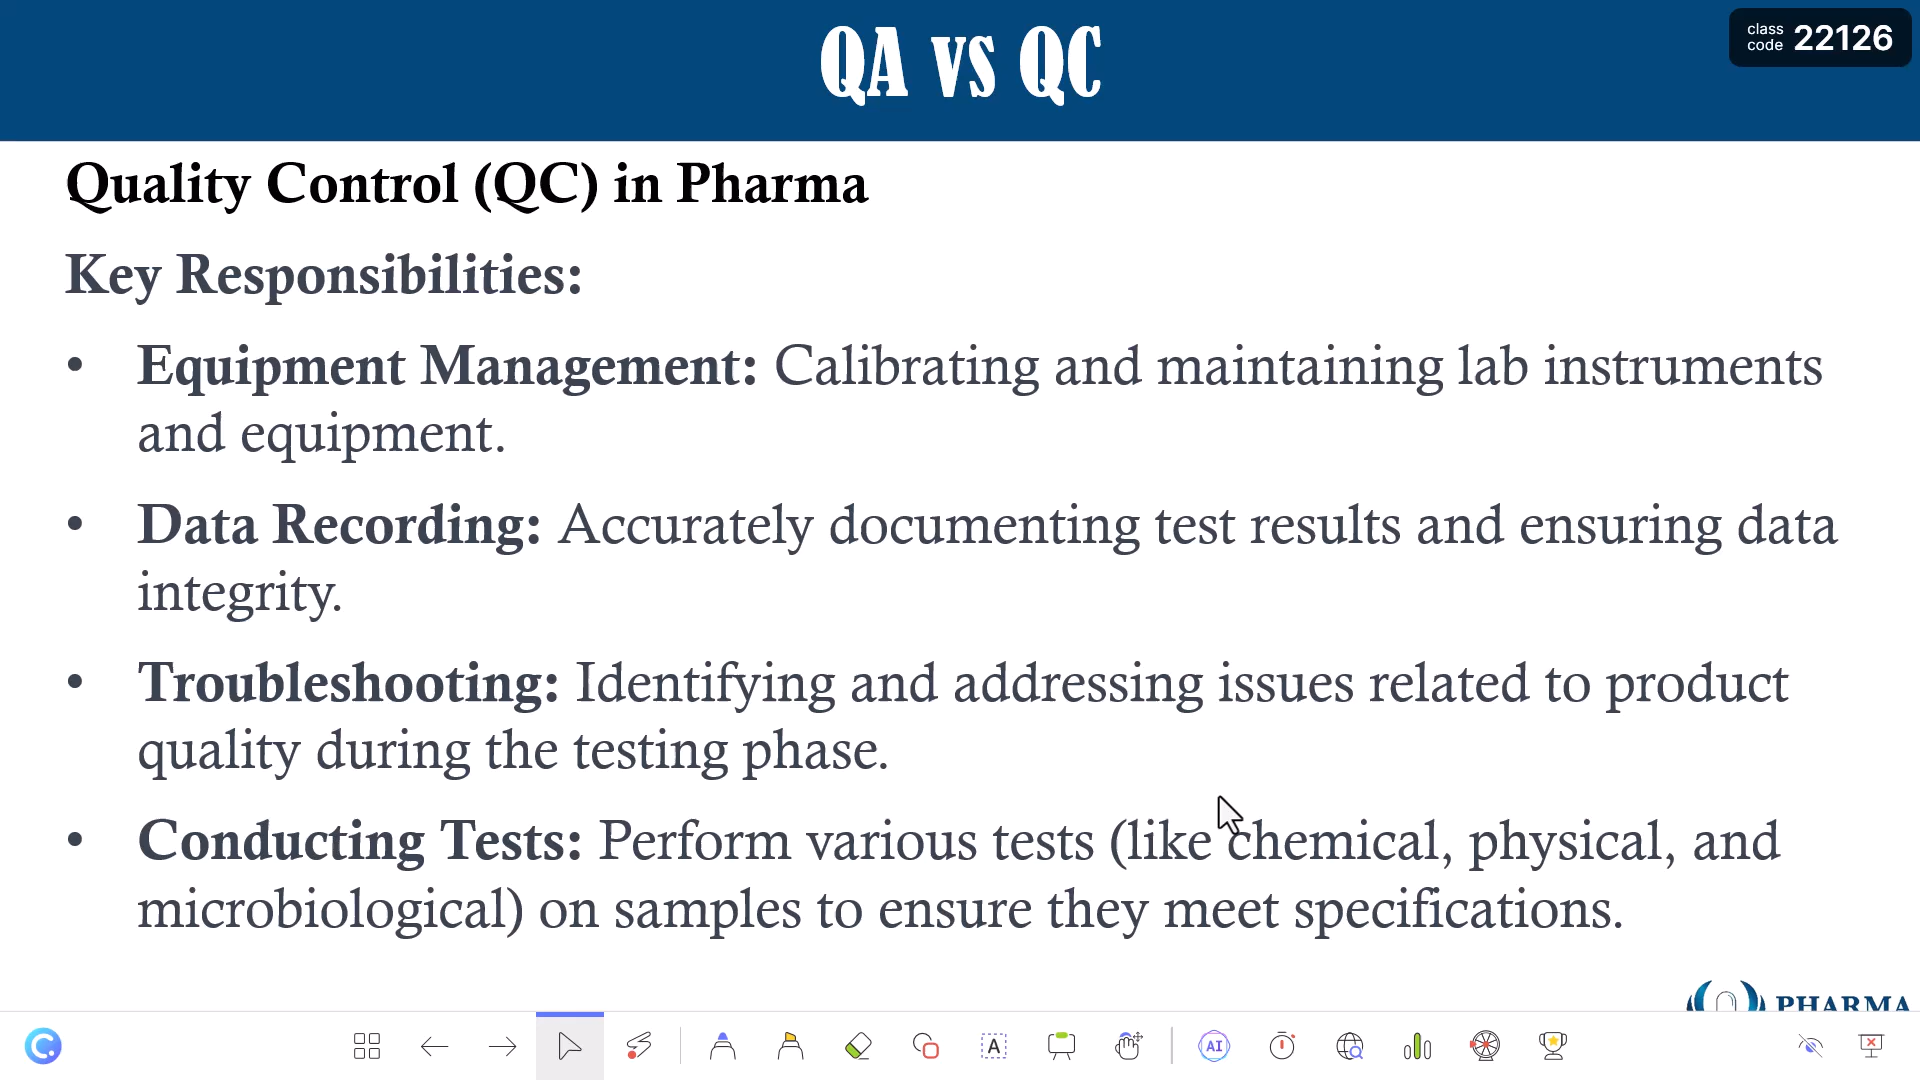 QA vs QC
class
code 22126
Quality Control (QC) in Pharma
Key Responsibilities:
• Equipment Management: Calibrating and maintaining lab instruments
and equipment.
• Data Recording: Accurately documenting test results and ensuring data
integrity.
• Troubleshooting: Identifying and addressing issues related to product
quality during the testing phase.
• Conducting Tests: Perform various tests (like chemical, physical, and
microbiological) on samples to ensure they meet specifications.
PHARMA
A
AI